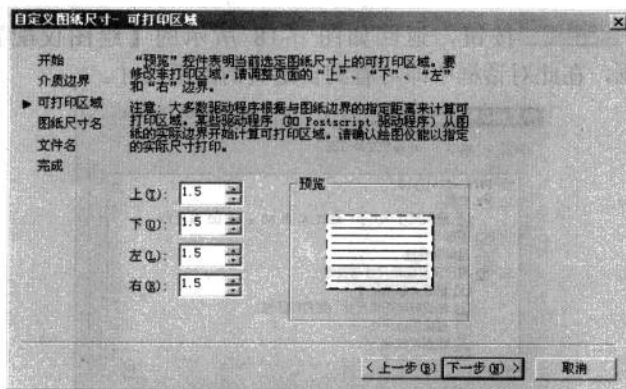 自定义图纸尺寸- 可打印区域
开始
介质边界
可打印区域
图纸尺寸名
文件名
完成
“预览”控件表明当前选定图纸尺寸上的可打印区域。要
修改非打印区域，请调整页面的“上”、“下”、“左”
和“右”边界。
注意: 大多数驱动程序根据与图纸边界的指定距离来计算可
打印区域。某些驱动程序 (如 Postscript 驱动程序) 从图
纸的实际边界开始计算可打印区域。请确认绘图仪能以指定
的实际尺寸打印。
上(T): 1.5
下(O): 1.5
左(L): 1.5
右(R): 1.5
预览
< 上一步(B)
下一步(N) >
取消